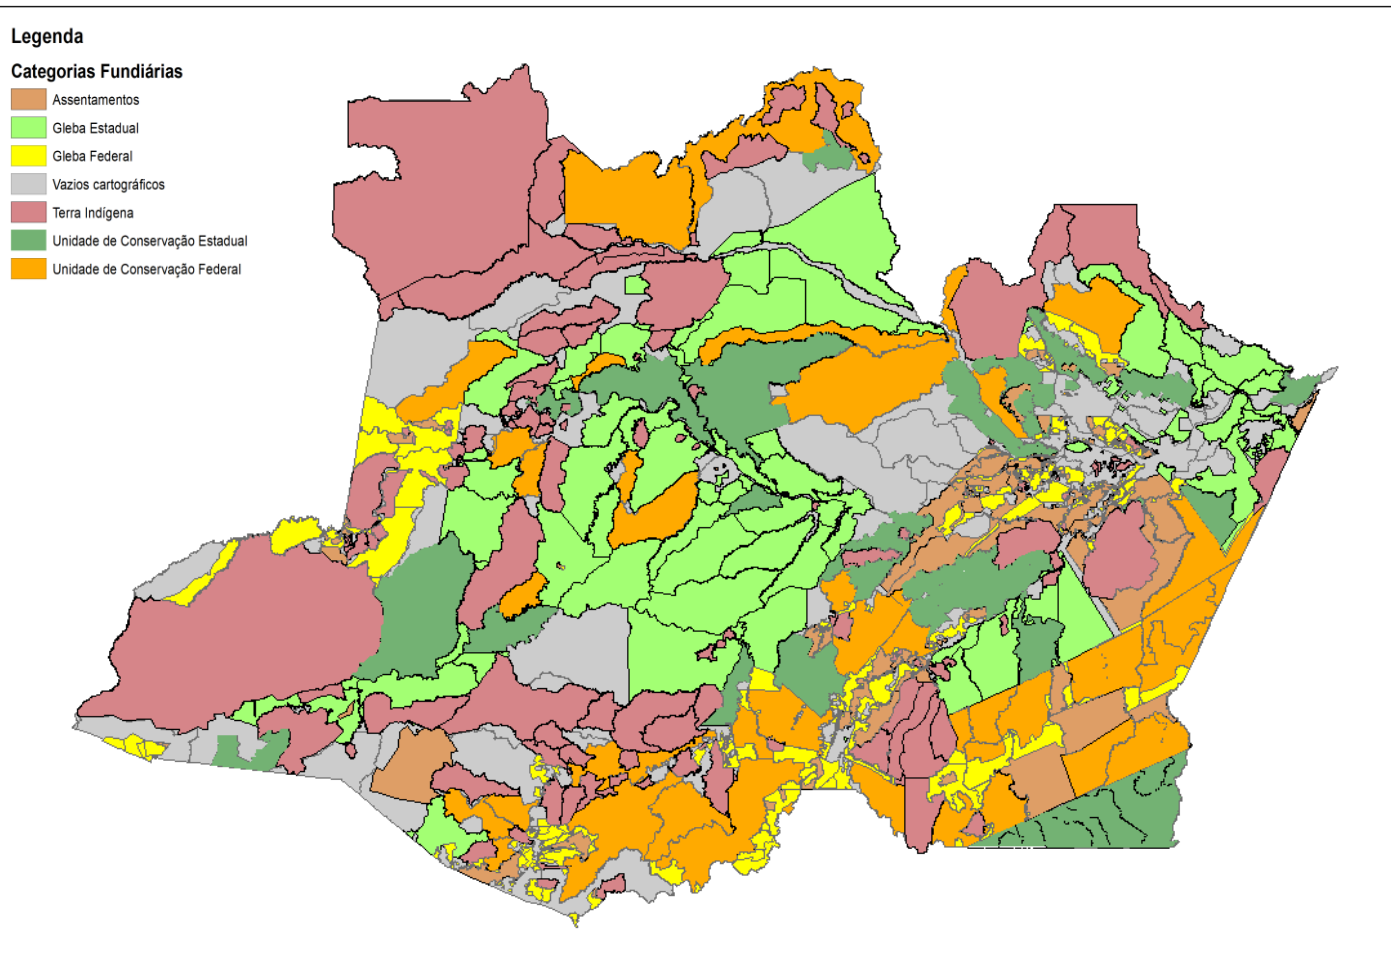 Legenda
Categorias Fundiárias
Assentamentos
Gleba Estadual
Gleba Federal
Vazios cartográficos
Terra Indígena
Unidade de Conservação Estadual
Unidade de Conservação Federal